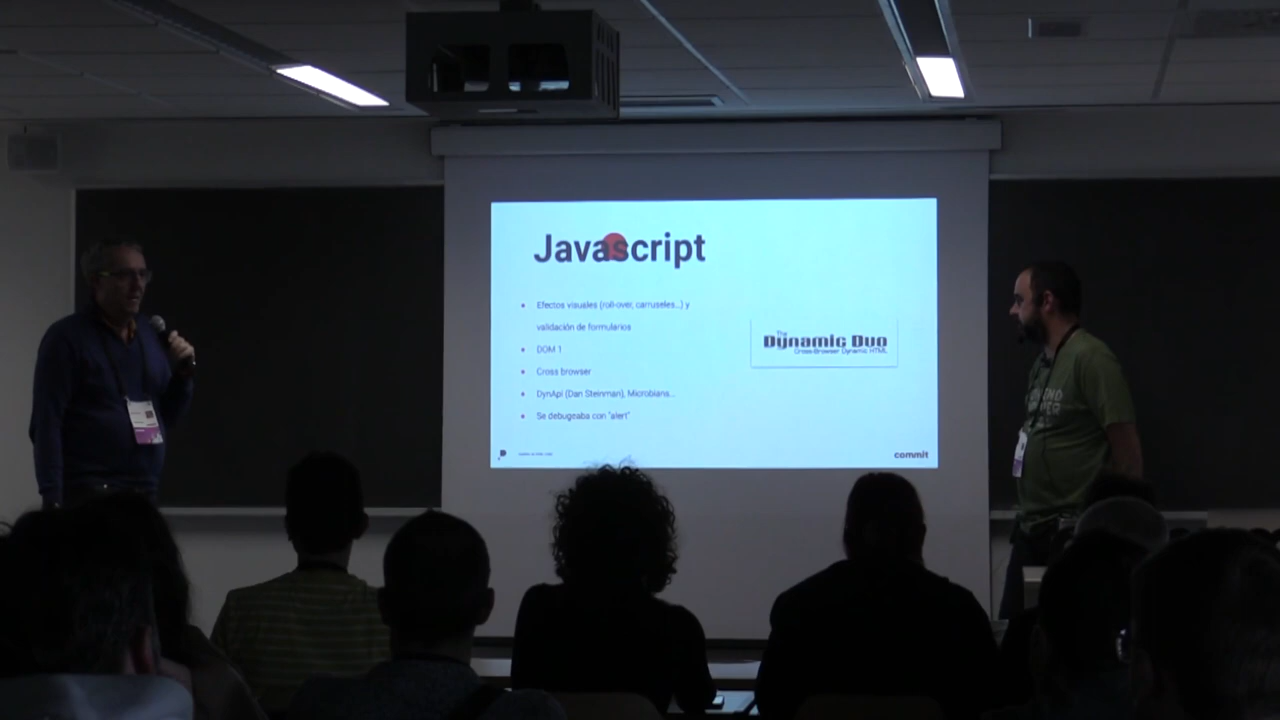 Javascript
Efectos visuales (roll-over, carruseles...) y
validación de formularios
DOM 1
Cross browser
DynApi (Dan Steinman), Microbians...
Se debugeaba con "alert"
The
Dynamic Duo
Cross-Browser Dynamic HTML
commit